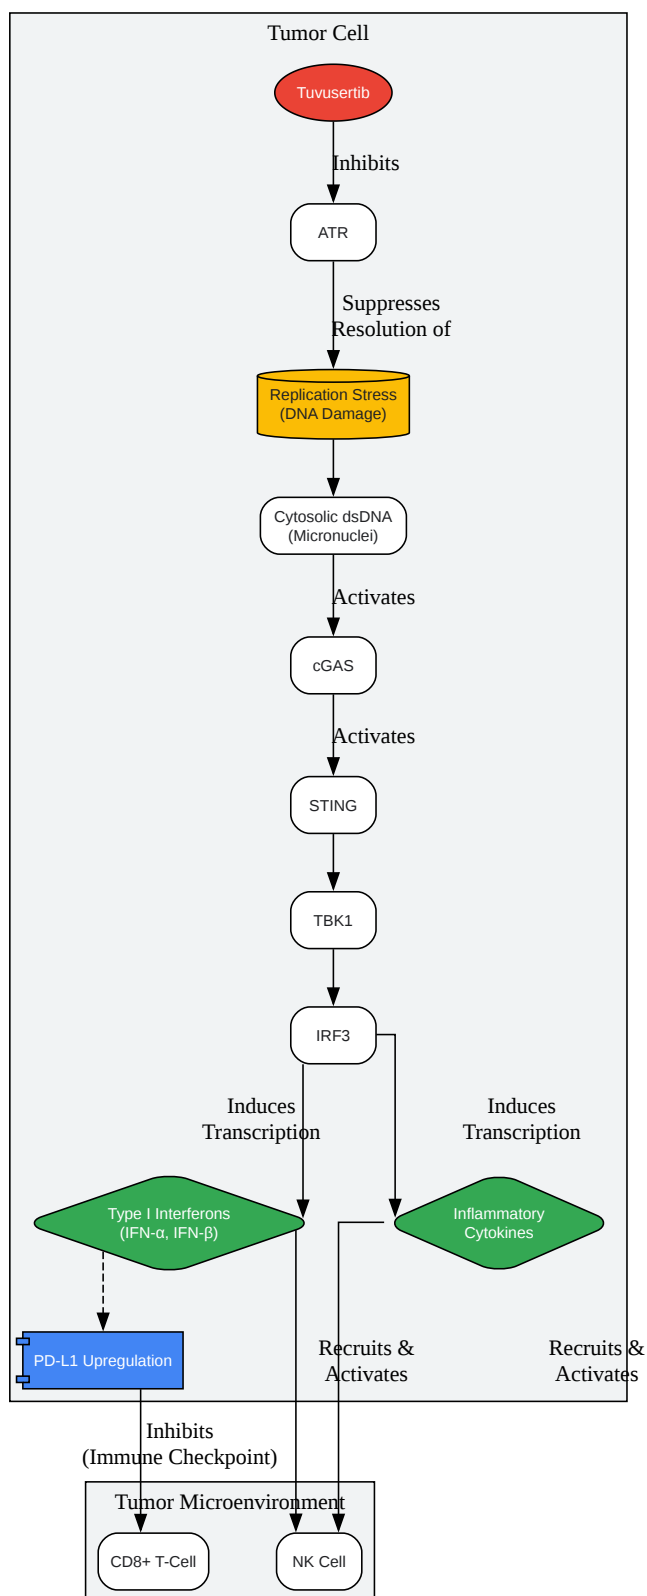 Tumor Cell
Tuvusertib
Inhibits
ATR
Suppresses
Resolution of
Replication Stress
(DNA Damage)
Cytosolic dsDNA
(Micronuclei)
Activates
cGAS
Activates
STING
TBK1
IRF3
Induces
Transcription
Induces
Transcription
Type I Interferons
(IFN-α, IFN-β)
Inflammatory
Cytokines
PD-L1 Upregulation
Recruits &
Activates
Recruits &
Activates
Inhibits
(Immune Checkpoint)
Tumor Microenvironment
CD8+ T-Cell
NK Cell